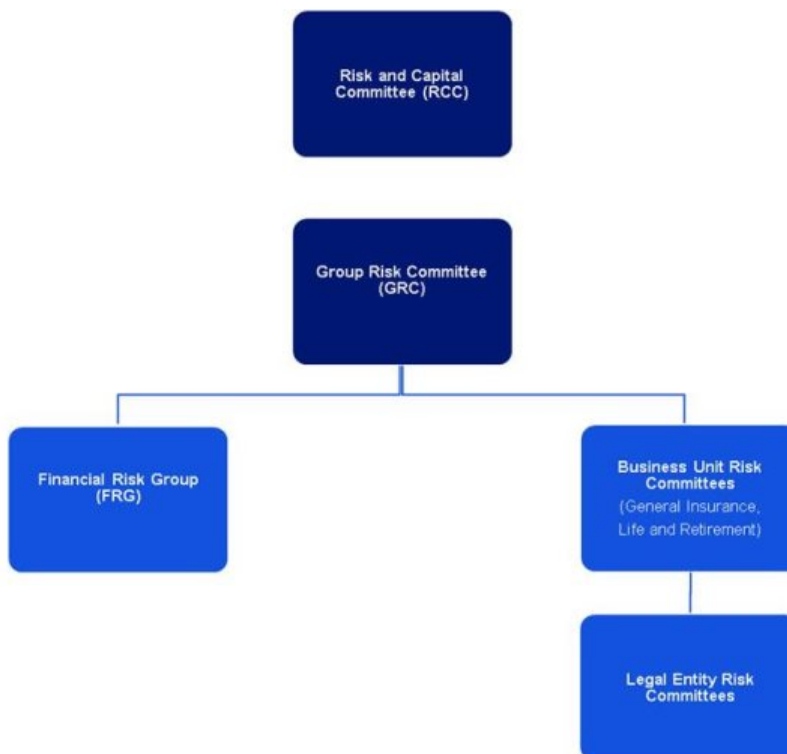 Risk and Capital
Committee (RCC)
Group Risk Committee
(GRC)
Financial Risk Group
(FRG)
Business Unit Risk
Committees
(General Insurance,
Life and Retirement)
Legal Entity Risk
Committees